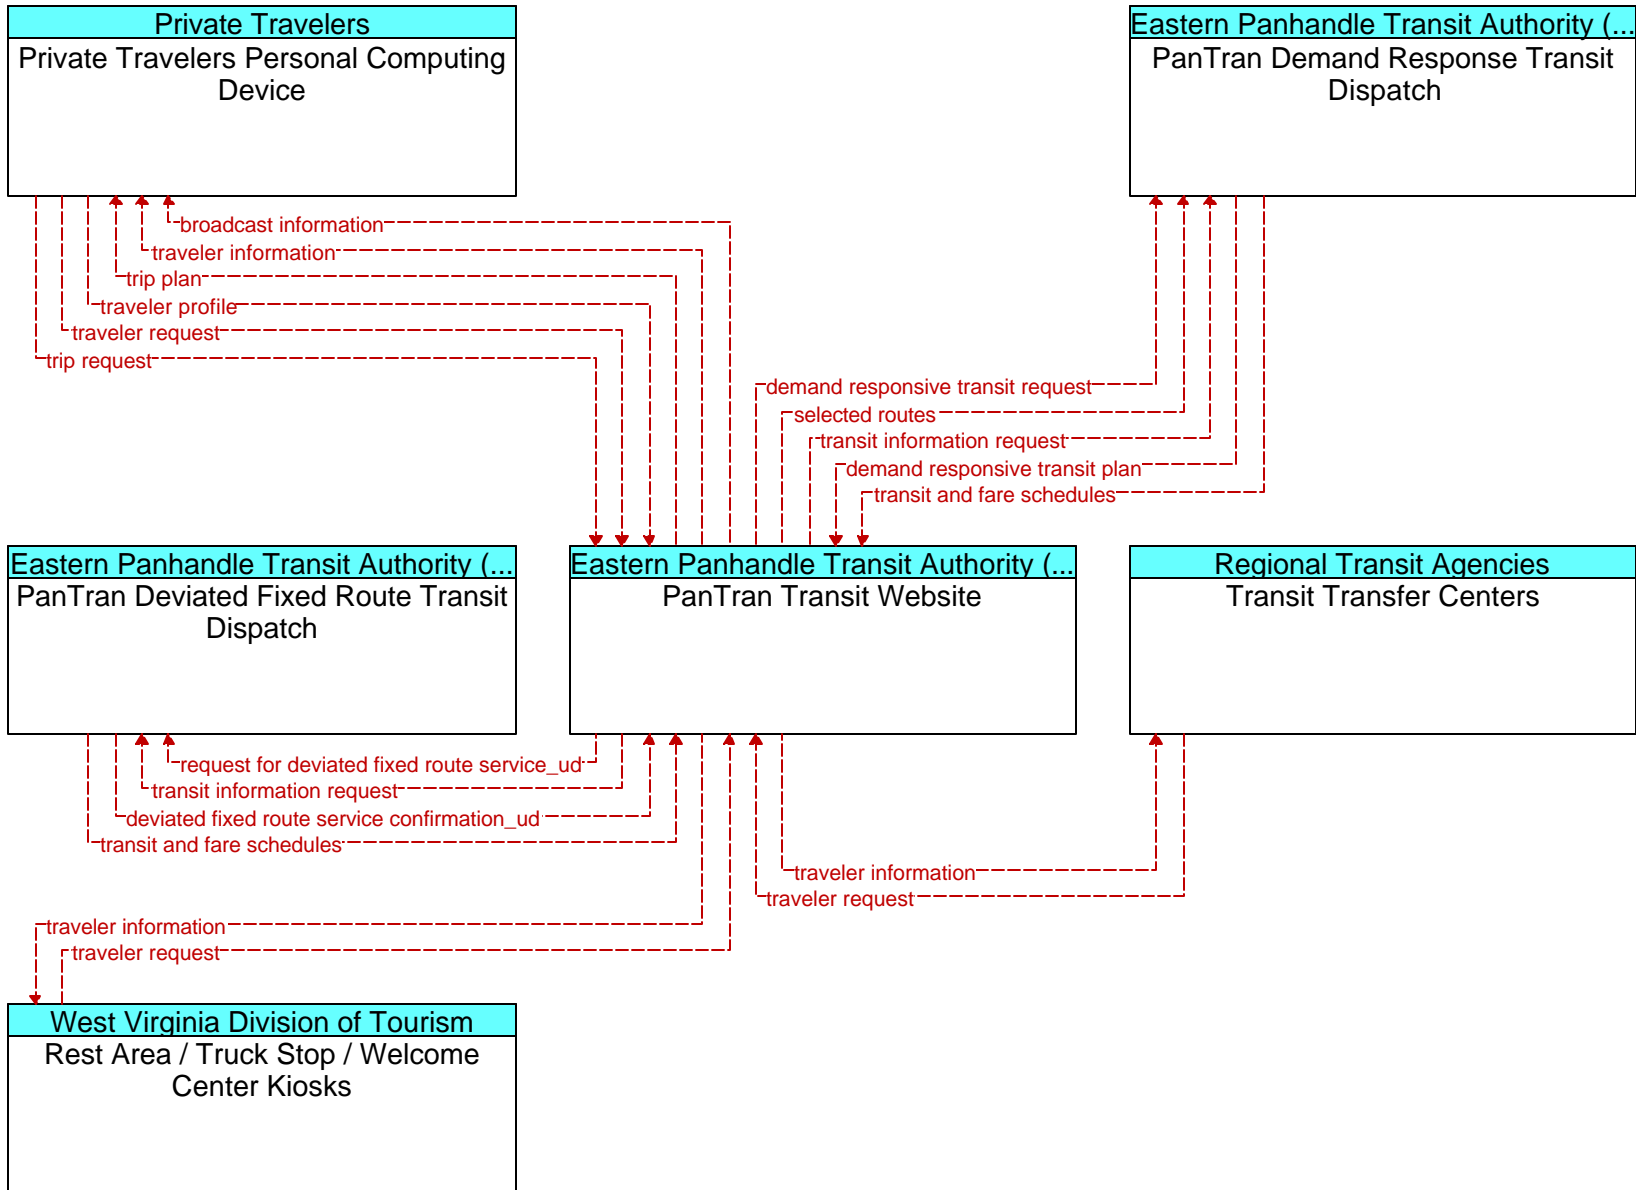 Private Travelers
Private Travelers Personal Computing
Device
Eastern Panhandle Transit Authority (...
PanTran Demand Response Transit
Dispatch
broadcast information
traveler information
trip plan
traveler profile
traveler request
trip request
demand responsive transit request
selected routes
transit information request
demand responsive transit plan
transit and fare schedules
Eastern Panhandle Transit Authority (...
PanTran Deviated Fixed Route Transit
Dispatch
Eastern Panhandle Transit Authority (...
PanTran Transit Website
Regional Transit Agencies
Transit Transfer Centers
request for deviated fixed route service_ud
transit information request
deviated fixed route service confirmation_ud
transit and fare schedules
traveler information
traveler request
traveler information
traveler request
West Virginia Division of Tourism
Rest Area / Truck Stop / Welcome
Center Kiosks